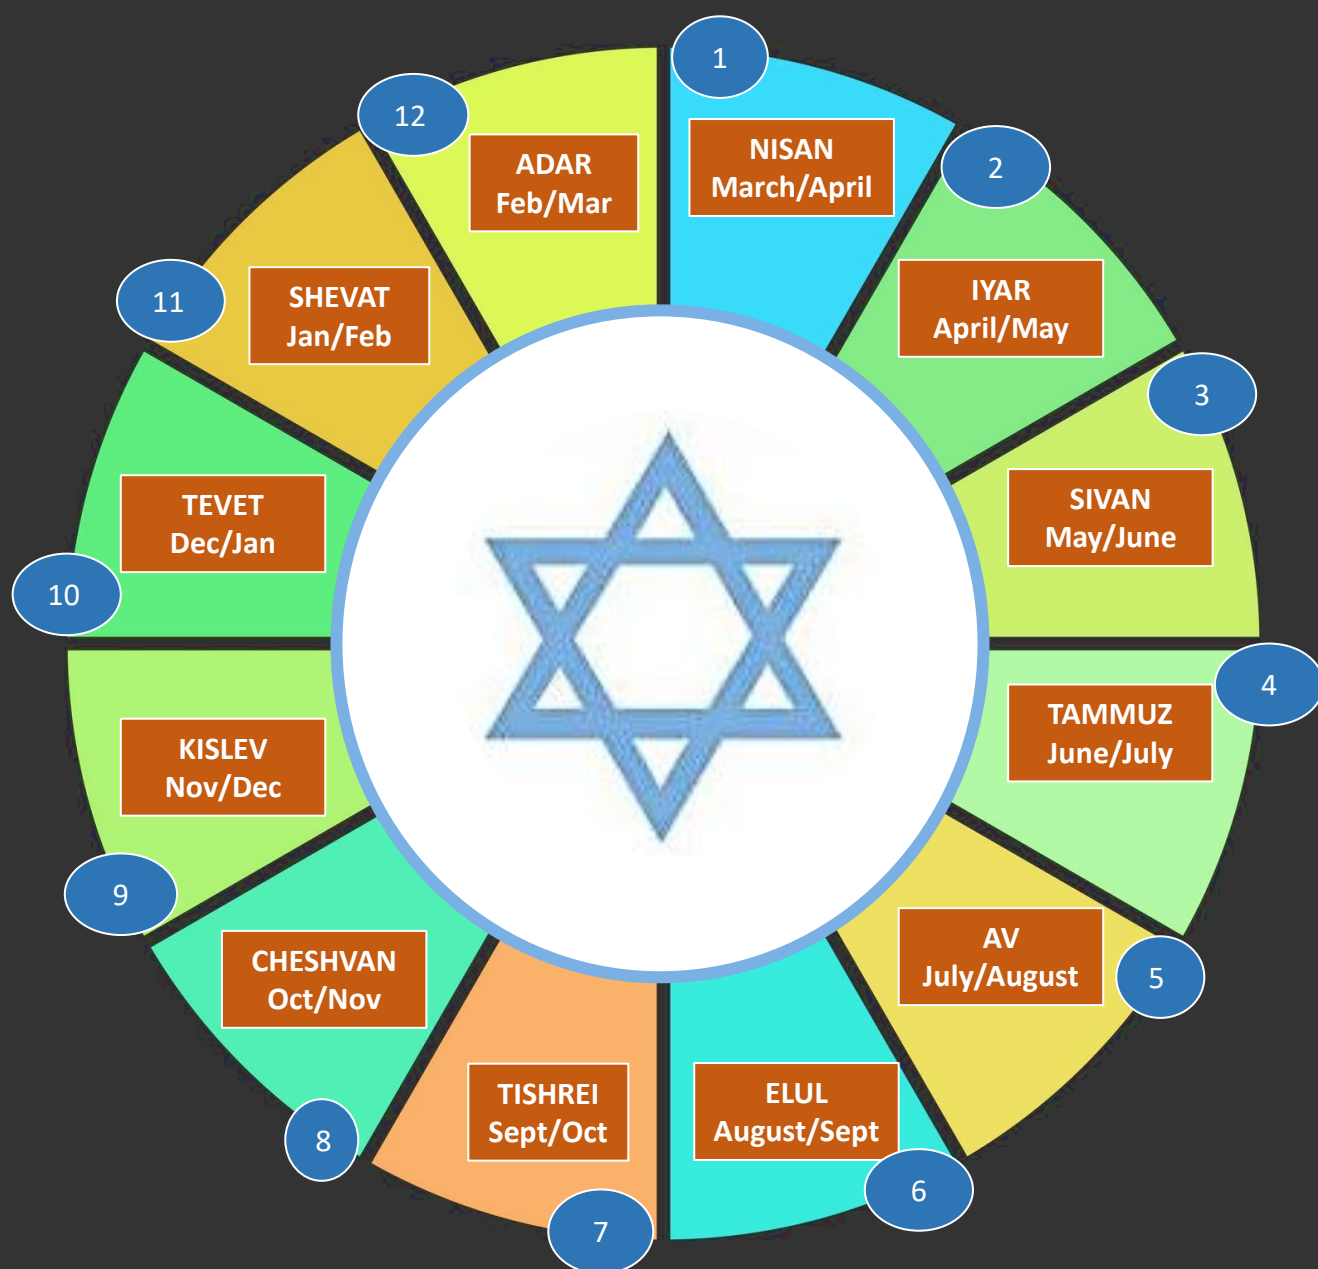 1
NISAN
March/April
2
IYAR
April/May
3
SIVAN
May/June
4
TAMMUZ
June/July
5
AV
July/August
6
ELUL
August/Sept
7
TISHREI
Sept/Oct
8
CHESHVAN
Oct/Nov
9
KISLEV
Nov/Dec
10
TEVET
Dec/Jan
11
SHEVAT
Jan/Feb
12
ADAR
Feb/Mar